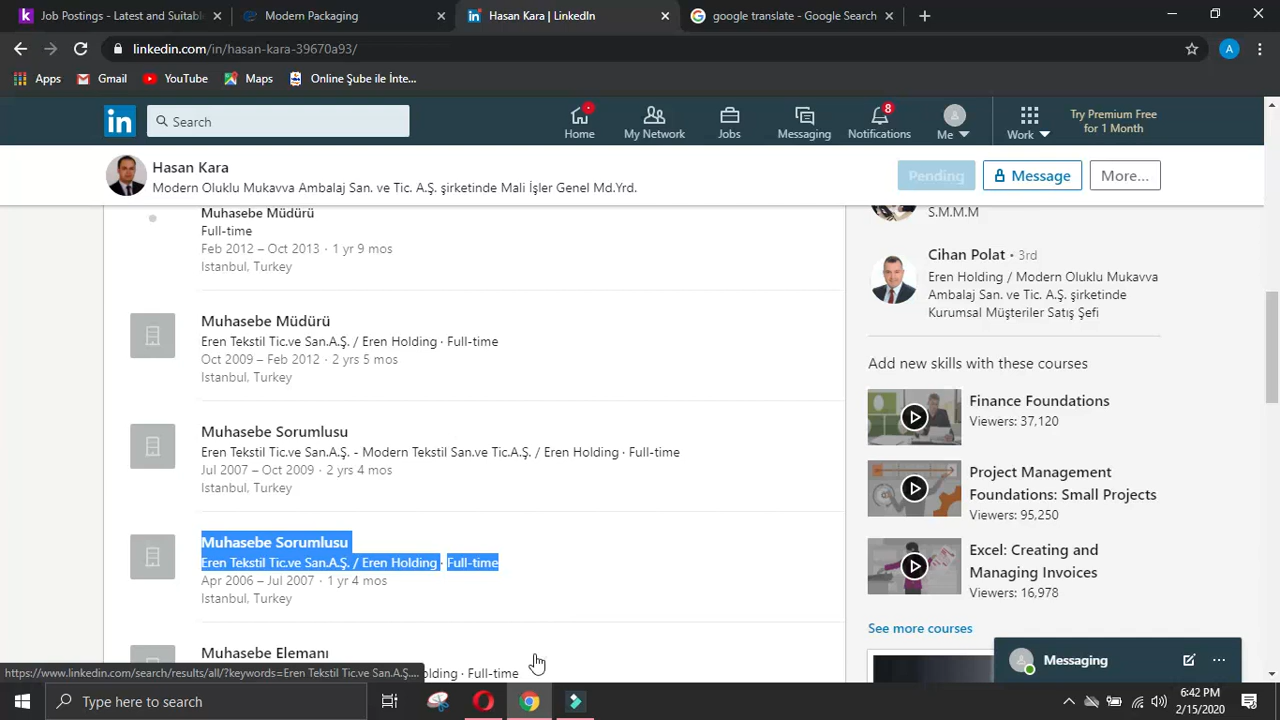 Job Postings - Latest and Suitabl
Modern Packaging
Hasan Kara | LinkedIn
google translate - Google Search
linkedin.com/in/hasan-kara-39670a93/
A
Apps
Gmail
YouTube
Maps
Online Şube ile İnte...
in
Search
Home
My Network
Jobs
Messaging
8
Notifications
Me
Work
Try Premium Free
for 1 Month
Hasan Kara
Modern Oluklu Mukavva Ambalaj San. ve Tic. A.Ş. şirketinde Mali İşler Genel Md.Yrd.
Pending
Message
More...
Muhasebe Müdürü
Full-time
Feb 2012 – Oct 2013 · 1 yr 9 mos
Istanbul, Turkey
Muhasebe Müdürü
Eren Tekstil Tic.ve San.A.Ş. / Eren Holding · Full-time
Oct 2009 – Feb 2012 · 2 yrs 5 mos
Istanbul, Turkey
Muhasebe Sorumlusu
Eren Tekstil Tic.ve San.A.Ş. - Modern Tekstil San.ve Tic.A.Ş. / Eren Holding · Full-time
Jul 2007 – Oct 2009 · 2 yrs 4 mos
Istanbul, Turkey
Muhasebe Sorumlusu
Eren Tekstil Tic.ve San.A.Ş. / Eren Holding · Full-time
Apr 2006 – Jul 2007 · 1 yr 4 mos
Istanbul, Turkey
Muhasebe Elemanı
olding · Full-time
https://www.linkedin.com/search/results/all/?keywords=Eren Tekstil Tic.ve San.A.Ş....
S.M.M.M
Cihan Polat • 3rd
Eren Holding / Modern Oluklu Mukavva
Ambalaj San. ve Tic. A.Ş. şirketinde
Kurumsal Müşteriler Satış Şefi
Add new skills with these courses
Finance Foundations
Viewers: 37,120
Project Management
Foundations: Small Projects
Viewers: 95,250
Excel: Creating and
Managing Invoices
Viewers: 16,978
See more courses
Messaging
Type here to search
6:42 PM
2/15/2020